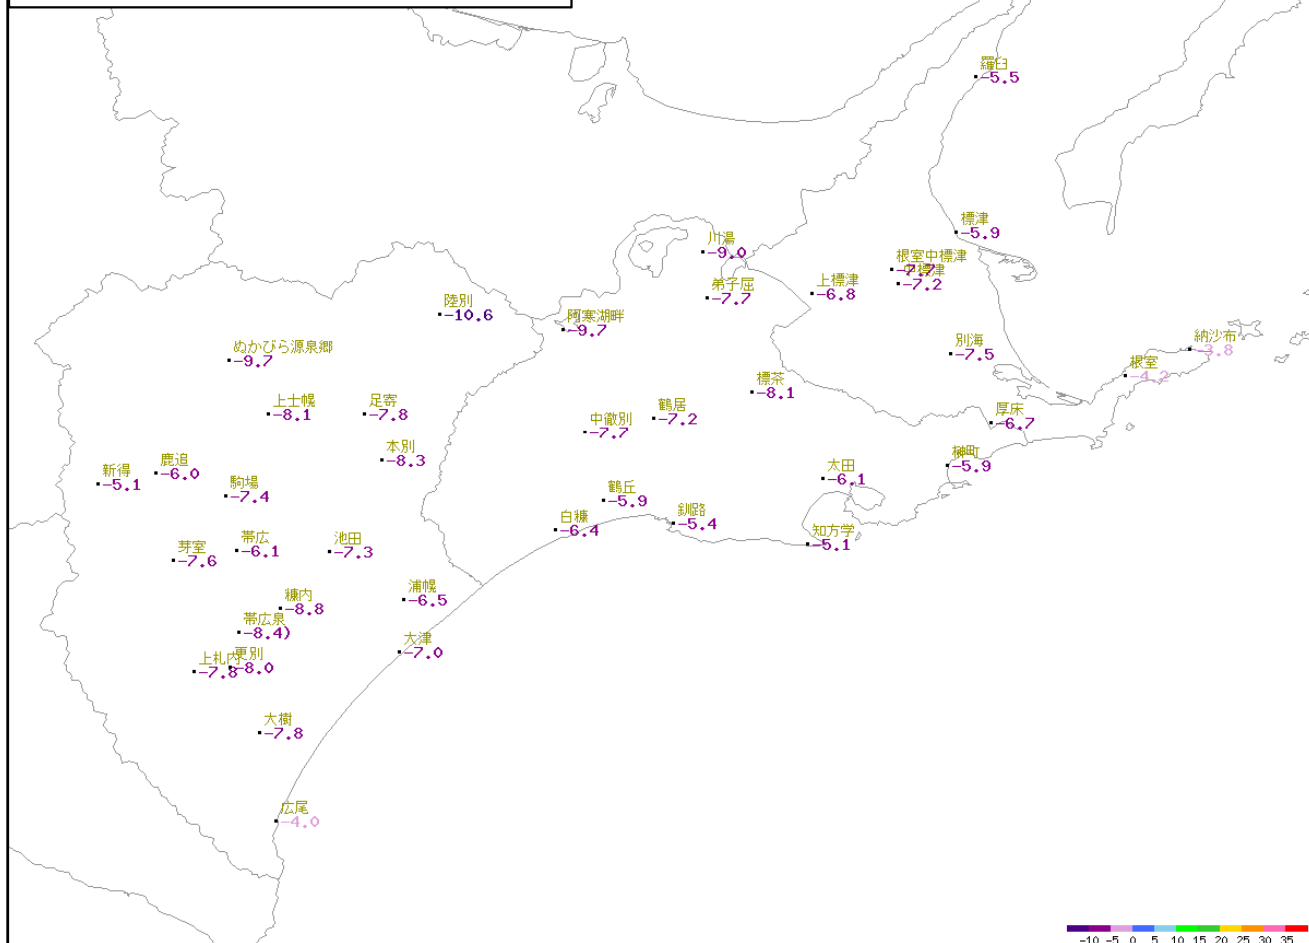 羅臼
-5.5
標津
-5.9
川湯
-9.0
根室中標津
-7.7
中標津
-7.2
上標津
-6.8
弟子屈
-7.7
陸別
-10.6
阿寒湖畔
-9.7
納沙布
-3.8
別海
-7.5
ぬかびら源泉郷
-9.7
根室
-4.2
標茶
-8.1
上士幌
-8.1
足寄
-7.8
鶴居
-7.2
中徹別
-7.7
厚床
-6.7
本別
-8.3
榊町
-5.9
鹿追
-6.0
新得
-5.1
太田
-6.1
駒場
-7.4
鶴丘
-5.9
釧路
-5.4
白糠
-6.4
知方学
-5.1
帯広
-6.1
池田
-7.3
芽室
-7.6
浦幌
-6.5
糠内
-8.8
帯広泉
-8.4)
大津
-7.0
更別
-8.0
上札内
-7.8
大樹
-7.8
広尾
-4.0
-10 -5 0 5 10 15 20 25 30 35